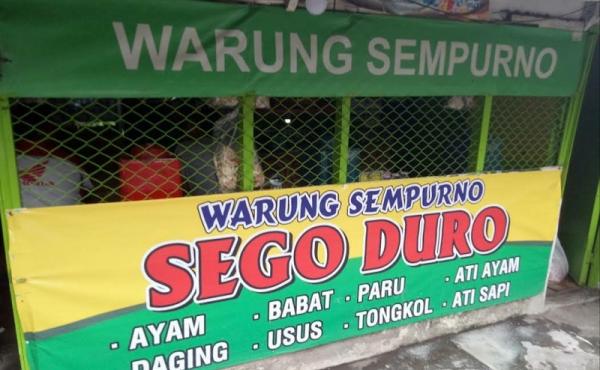 WARUNG SEMPURNO
WARUNG SEMPURNO
SEGO DURO
· AYAM · BABAT · PARU · ATI AYAM
DAGING · USUS · TONGKOL · ATI SAPI